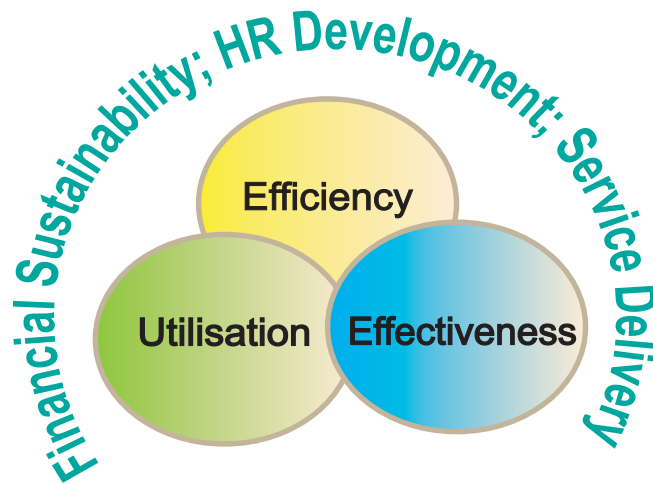 Financial Sustainability; HR Development; Service Delivery
Efficiency
Utilisation
Effectiveness